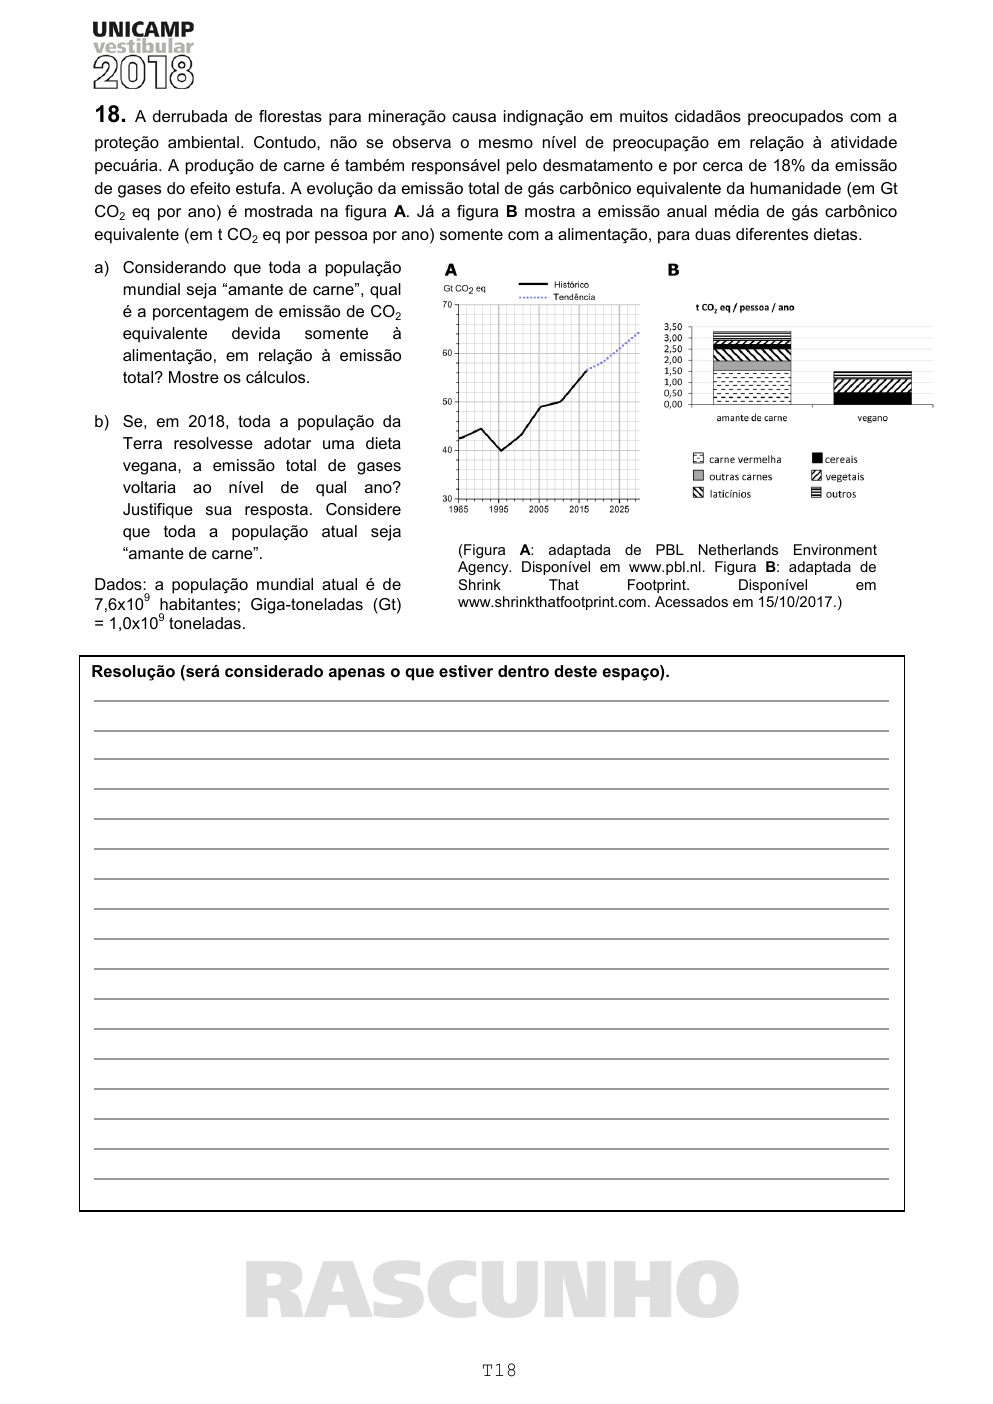 UNICAMP
vestibular
2018
18. A derrubada de florestas para mineração causa indignação em muitos cidadãos preocupados com a
proteção ambiental. Contudo, não se observa o mesmo nível de preocupação em relação à atividade
pecuária. A produção de carne é também responsável pelo desmatamento e por cerca de 18% da emissão
de gases do efeito estufa. A evolução da emissão total de gás carbônico equivalente da humanidade (em Gt
CO2 eq por ano) é mostrada na figura A. Já a figura B mostra a emissão anual média de gás carbônico
equivalente (em t CO2 eq por pessoa por ano) somente com a alimentação, para duas diferentes dietas.
a) Considerando que toda a população
mundial seja “amante de carne”, qual
é a porcentagem de emissão de CO2
equivalente devida somente à
alimentação, em relação à emissão
total? Mostre os cálculos.
b) Se, em 2018, toda a população da
Terra resolvesse adotar uma dieta
vegana, a emissão total de gases
voltaria ao nível de qual ano?
Justifique sua resposta. Considere
que toda a população atual seja
“amante de carne”.
Dados: a população mundial atual é de
7,6x10^9 habitantes; Giga-toneladas (Gt)
= 1,0x10^9 toneladas.
A
Gt CO2 eq
Histórico
Tendência
70
60
50
40
30
1985 1995 2005 2015 2025
B
t CO2 eq / pessoa / ano
3,50
3,00
2,50
2,00
1,50
1,00
0,50
0,00
amante de carne vegano
carne vermelha cereais
outras carnes vegetais
laticínios outros
(Figura A: adaptada de PBL Netherlands Environment
Agency. Disponível em www.pbl.nl. Figura B: adaptada de
Shrink That Footprint. Disponível em
www.shrinkthatfootprint.com. Acessados em 15/10/2017.)
Resolução (será considerado apenas o que estiver dentro deste espaço).
RASCUNHO
T18